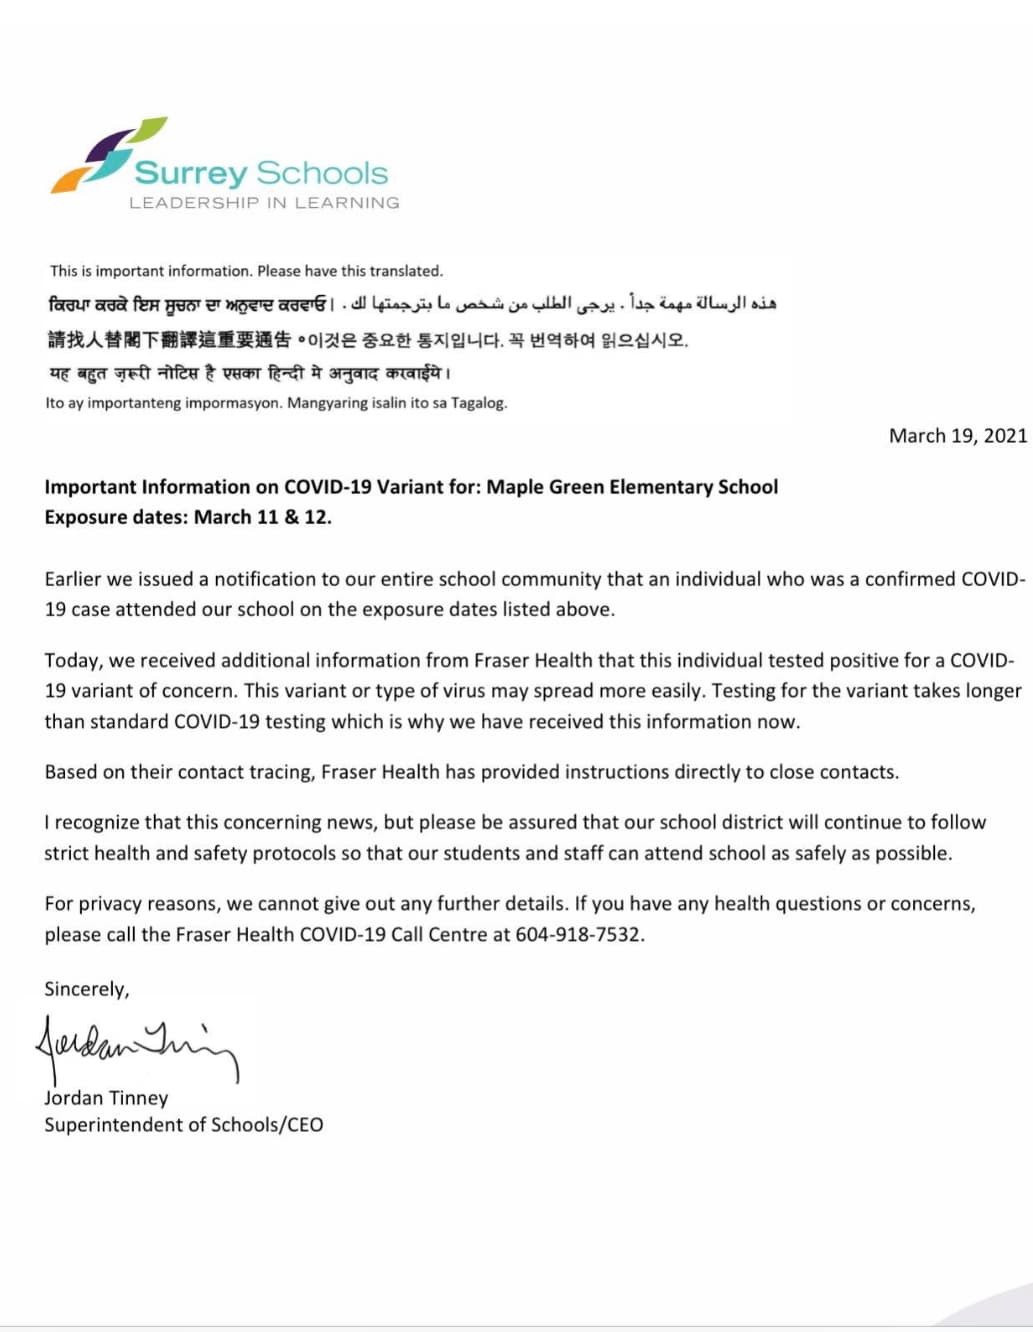 Surrey Schools
LEADERSHIP IN LEARNING
This is important information. Please have this translated.
ਕਿਰਪਾ ਕਰਕੇ ਇਸ ਸੂਚਨਾ ਦਾ ਅਨੁਵਾਦ ਕਰਵਾਓ। هذه الرسالة مهمة جداً . يرجى الطلب من شخص ما بترجمتها لك .
請找人替閣下翻譯這重要通告。이것은 중요한 통지입니다. 꼭 번역하여 읽으십시오.
यह बहुत ज़रूरी नोटिस है एसका हिन्दी मे अनुवाद करवाईये।
Ito ay importanteng impormasyon. Mangyaring isalin ito sa Tagalog.
March 19, 2021
Important Information on COVID-19 Variant for: Maple Green Elementary School
Exposure dates: March 11 & 12.
Earlier we issued a notification to our entire school community that an individual who was a confirmed COVID-
19 case attended our school on the exposure dates listed above.
Today, we received additional information from Fraser Health that this individual tested positive for a COVID-
19 variant of concern. This variant or type of virus may spread more easily. Testing for the variant takes longer
than standard COVID-19 testing which is why we have received this information now.
Based on their contact tracing, Fraser Health has provided instructions directly to close contacts.
I recognize that this concerning news, but please be assured that our school district will continue to follow
strict health and safety protocols so that our students and staff can attend school as safely as possible.
For privacy reasons, we cannot give out any further details. If you have any health questions or concerns,
please call the Fraser Health COVID-19 Call Centre at 604-918-7532.
Sincerely,
Jordan Tinney
Superintendent of Schools/CEO